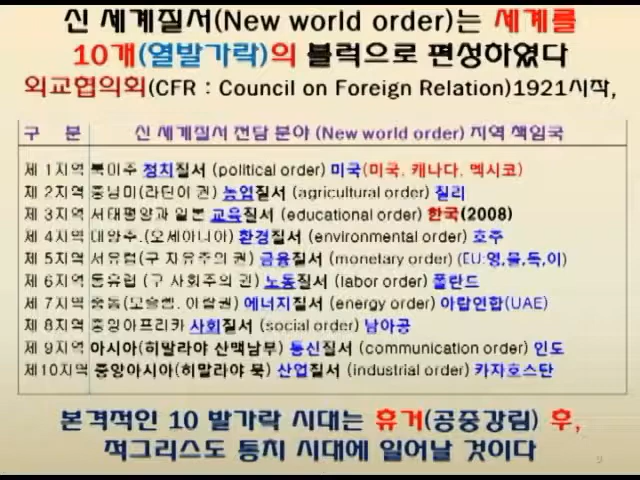 신 세계질서(New world order)는 세계를
10개(열발가락)의 블럭으로 편성하였다
외교협의회(CFR : Council on Foreign Relation)1921시작,
구 분 신 세계질서 전담 분야 (New world order) 지역 책임국
제 1지역 북미주 정치질서 (political order) 미국(미국, 캐나다, 멕시코)
제 2지역 중남미(라틴이 권) 농업질서 (agricultural order) 칠리
제 3지역 서태평양과 일본 교육질서 (educational order) 한국(2008)
제 4지역 대양주.(오세아니아) 환경질서 (environmental order) 호주
제 5지역 서유럽(구 자유주의 권) 금융질서 (monetary order) (EU:영,불,독,이)
제 6지역 동유럽 (구 사회주의 권) 노동질서 (labor order) 폴란드
제 7지역 중동(모슬렘, 아랍권) 에너지질서 (energy order) 아랍연합(UAE)
제 8지역 중앙아프리카 사회질서 (social order) 남아공
제 9지역 아시아(히말라야 산맥남부) 통신질서 (communication order) 인도
제10지역 중앙아시아(히말라야 북) 산업질서 (industrial order) 카자흐스탄
본격적인 10 발가락 시대는 휴거(공중강림) 후,
적그리스도 통치 시대에 일어날 것이다
9